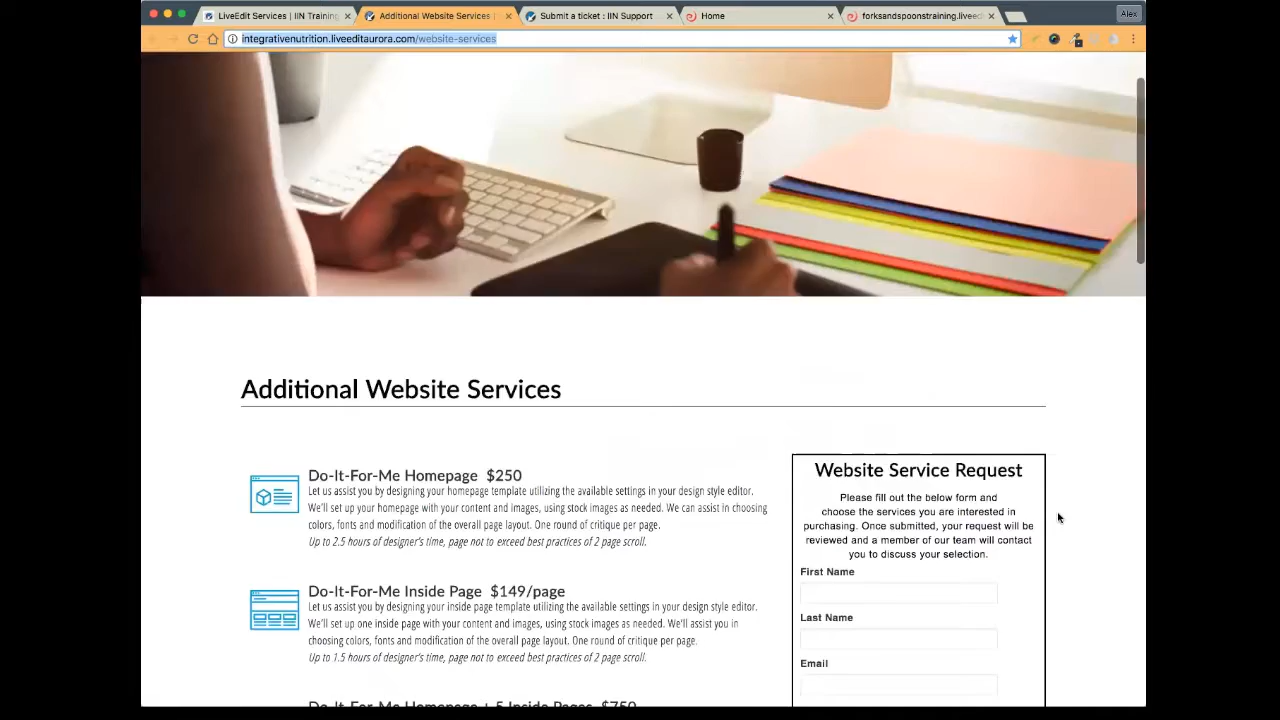 LiveEdit Services | IIN Training
Additional Website Services |
Submit a ticket : IIN Support
Home
forksandspoonstraining.liveedi
Alex
integrativenutrition.liveeditaurora.com/website-services
Additional Website Services
Do-It-For-Me Homepage $250
Let us assist you by designing your homepage template utilizing the available settings in your design style editor.
We'll set up your homepage with your content and images, using stock images as needed. We can assist in choosing
colors, fonts and modification of the overall page layout. One round of critique per page.
Up to 2.5 hours of designer's time, page not to exceed best practices of 2 page scroll.
Do-It-For-Me Inside Page $149/page
Let us assist you by designing your inside page template utilizing the available settings in your design style editor.
We'll set up one inside page with your content and images, using stock images as needed. We'll assist you in
choosing colors, fonts and modification of the overall page layout. One round of critique per page.
Up to 1.5 hours of designer's time, page not to exceed best practices of 2 page scroll.
Do-It-For-Me Homepage + 5 Inside Pages $750
Website Service Request
Please fill out the below form and
choose the services you are interested in
purchasing. Once submitted, your request will be
reviewed and a member of our team will contact
you to discuss your selection.
First Name
Last Name
Email